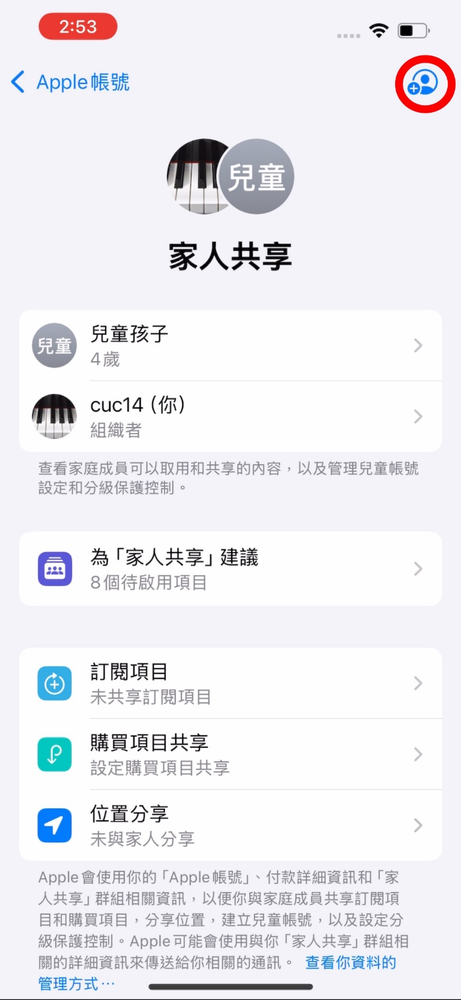 2:53
Apple帳號
兒童
家人共享
兒童
兒童孩子
4歲
cuc14（你）
組織者
查看家庭成員可以取用和共享的內容，以及管理兒童帳號
設定和分級保護控制。
為「家人共享」建議
8個待啟用項目
訂閱項目
未共享訂閱項目
購買項目共享
設定購買項目共享
位置分享
未與家人分享
Apple會使用你的「Apple帳號」、付款詳細資訊和「家
人共享」群組相關資訊，以便你與家庭成員共享訂閱項
目和購買項目，分享位置，建立兒童帳號，以及設定分
級保護控制。Apple可能會使用與你「家人共享」群組相
關的詳細資訊來傳送給你相關的通訊。 查看你資料的
管理方式⋯